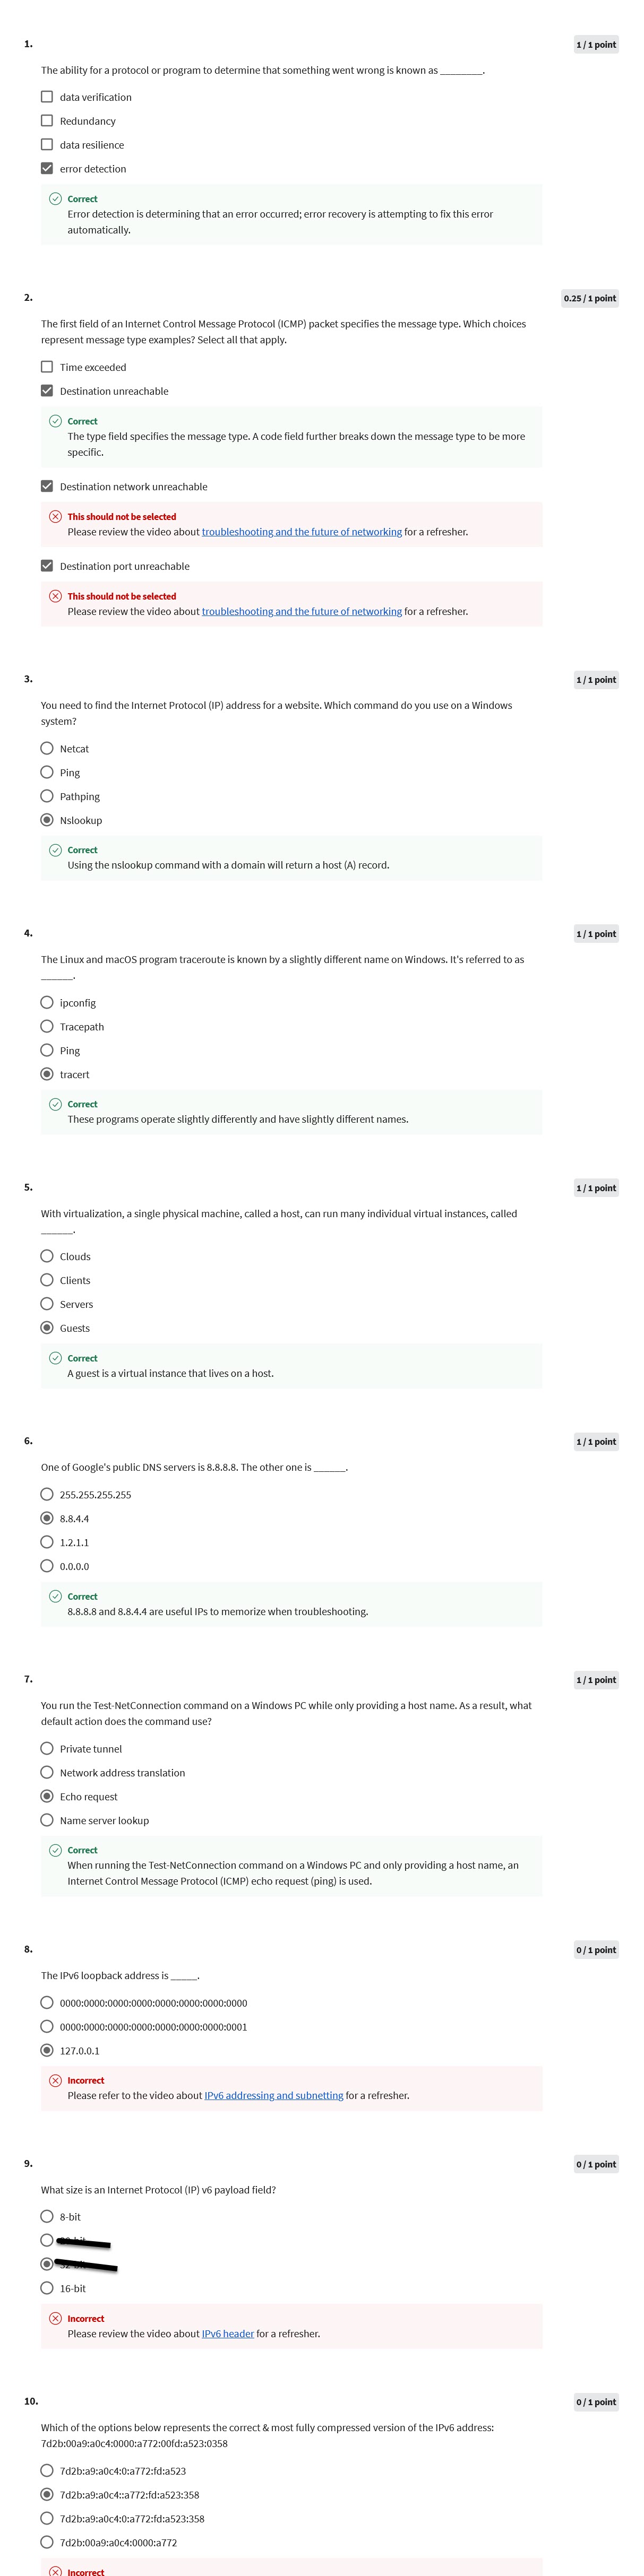 1.
1 / 1 point
The ability for a protocol or program to determine that something went wrong is known as ________.
data verification
Redundancy
data resilience
error detection
Correct
Error detection is determining that an error occurred; error recovery is attempting to fix this error
automatically.
2.
0.25 / 1 point
The first field of an Internet Control Message Protocol (ICMP) packet specifies the message type. Which choices
represent message type examples? Select all that apply.
Time exceeded
Destination unreachable
Correct
The type field specifies the message type. A code field further breaks down the message type to be more
specific.
Destination network unreachable
This should not be selected
Please review the video about troubleshooting and the future of networking for a refresher.
Destination port unreachable
This should not be selected
Please review the video about troubleshooting and the future of networking for a refresher.
3.
1 / 1 point
You need to find the Internet Protocol (IP) address for a website. Which command do you use on a Windows
system?
Netcat
Ping
Pathping
Nslookup
Correct
Using the nslookup command with a domain will return a host (A) record.
4.
1 / 1 point
The Linux and macOS program traceroute is known by a slightly different name on Windows. It's referred to as
______.
ipconfig
Tracepath
Ping
tracert
Correct
These programs operate slightly differently and have slightly different names.
5.
1 / 1 point
With virtualization, a single physical machine, called a host, can run many individual virtual instances, called
______.
Clouds
Clients
Servers
Guests
Correct
A guest is a virtual instance that lives on a host.
6.
1 / 1 point
One of Google's public DNS servers is 8.8.8.8. The other one is ______.
255.255.255.255
8.8.4.4
1.2.1.1
0.0.0.0
Correct
8.8.8.8 and 8.8.4.4 are useful IPs to memorize when troubleshooting.
7.
1 / 1 point
You run the Test-NetConnection command on a Windows PC while only providing a host name. As a result, what
default action does the command use?
Private tunnel
Network address translation
Echo request
Name server lookup
Correct
When running the Test-NetConnection command on a Windows PC and only providing a host name, an
Internet Control Message Protocol (ICMP) echo request (ping) is used.
8.
0 / 1 point
The IPv6 loopback address is _____.
0000:0000:0000:0000:0000:0000:0000:0000
0000:0000:0000:0000:0000:0000:0000:0001
127.0.0.1
Incorrect
Please refer to the video about IPv6 addressing and subnetting for a refresher.
9.
0 / 1 point
What size is an Internet Protocol (IP) v6 payload field?
8-bit
16-bit
Incorrect
Please review the video about IPv6 header for a refresher.
10.
0 / 1 point
Which of the options below represents the correct & most fully compressed version of the IPv6 address:
7d2b:00a9:a0c4:0000:a772:00fd:a523:0358
7d2b:a9:a0c4:0:a772:fd:a523
7d2b:a9:a0c4::a772:fd:a523:358
7d2b:a9:a0c4:0:a772:fd:a523:358
7d2b:00a9:a0c4:0000:a772
Incorrect